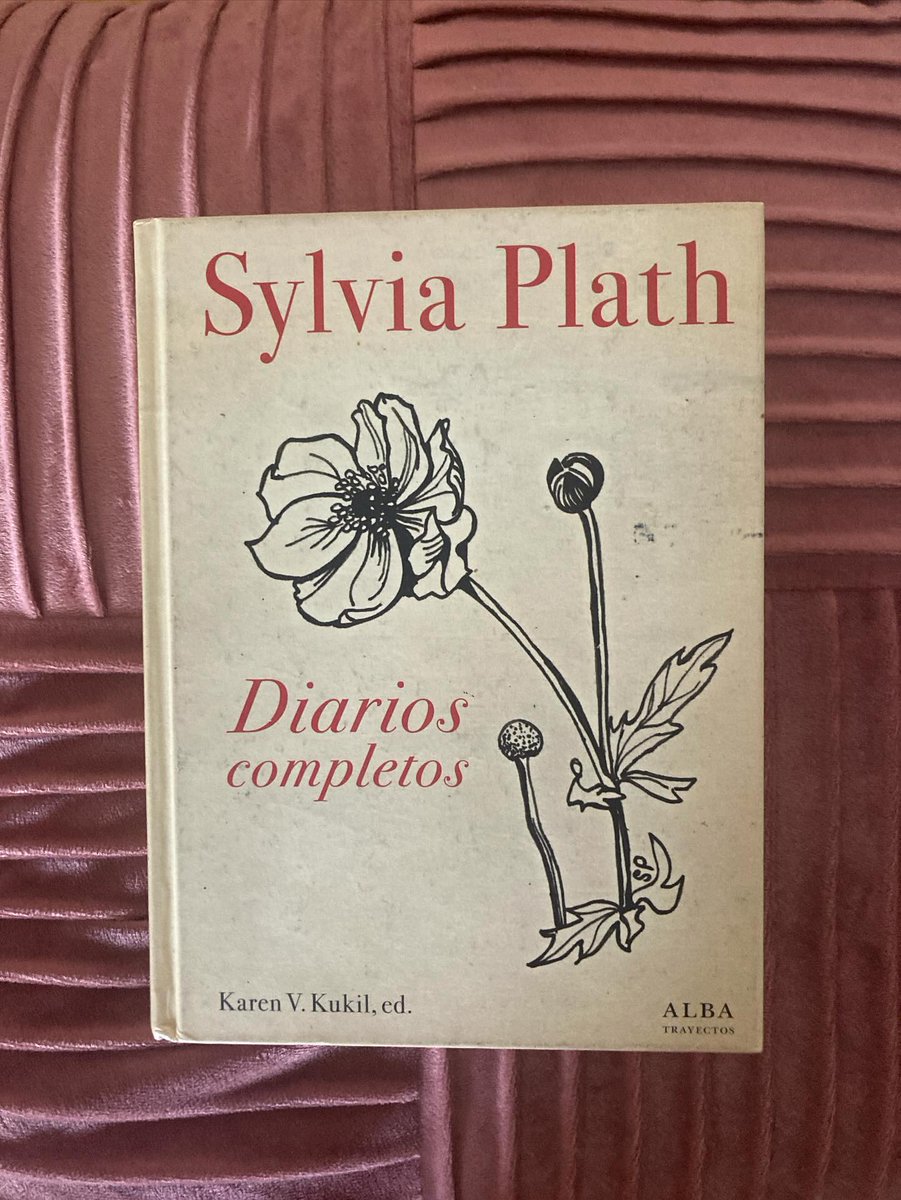 Sylvia Plath
Diarios
completos
SP
Karen V. Kukil, ed.
ALBA
TRAYECTOS